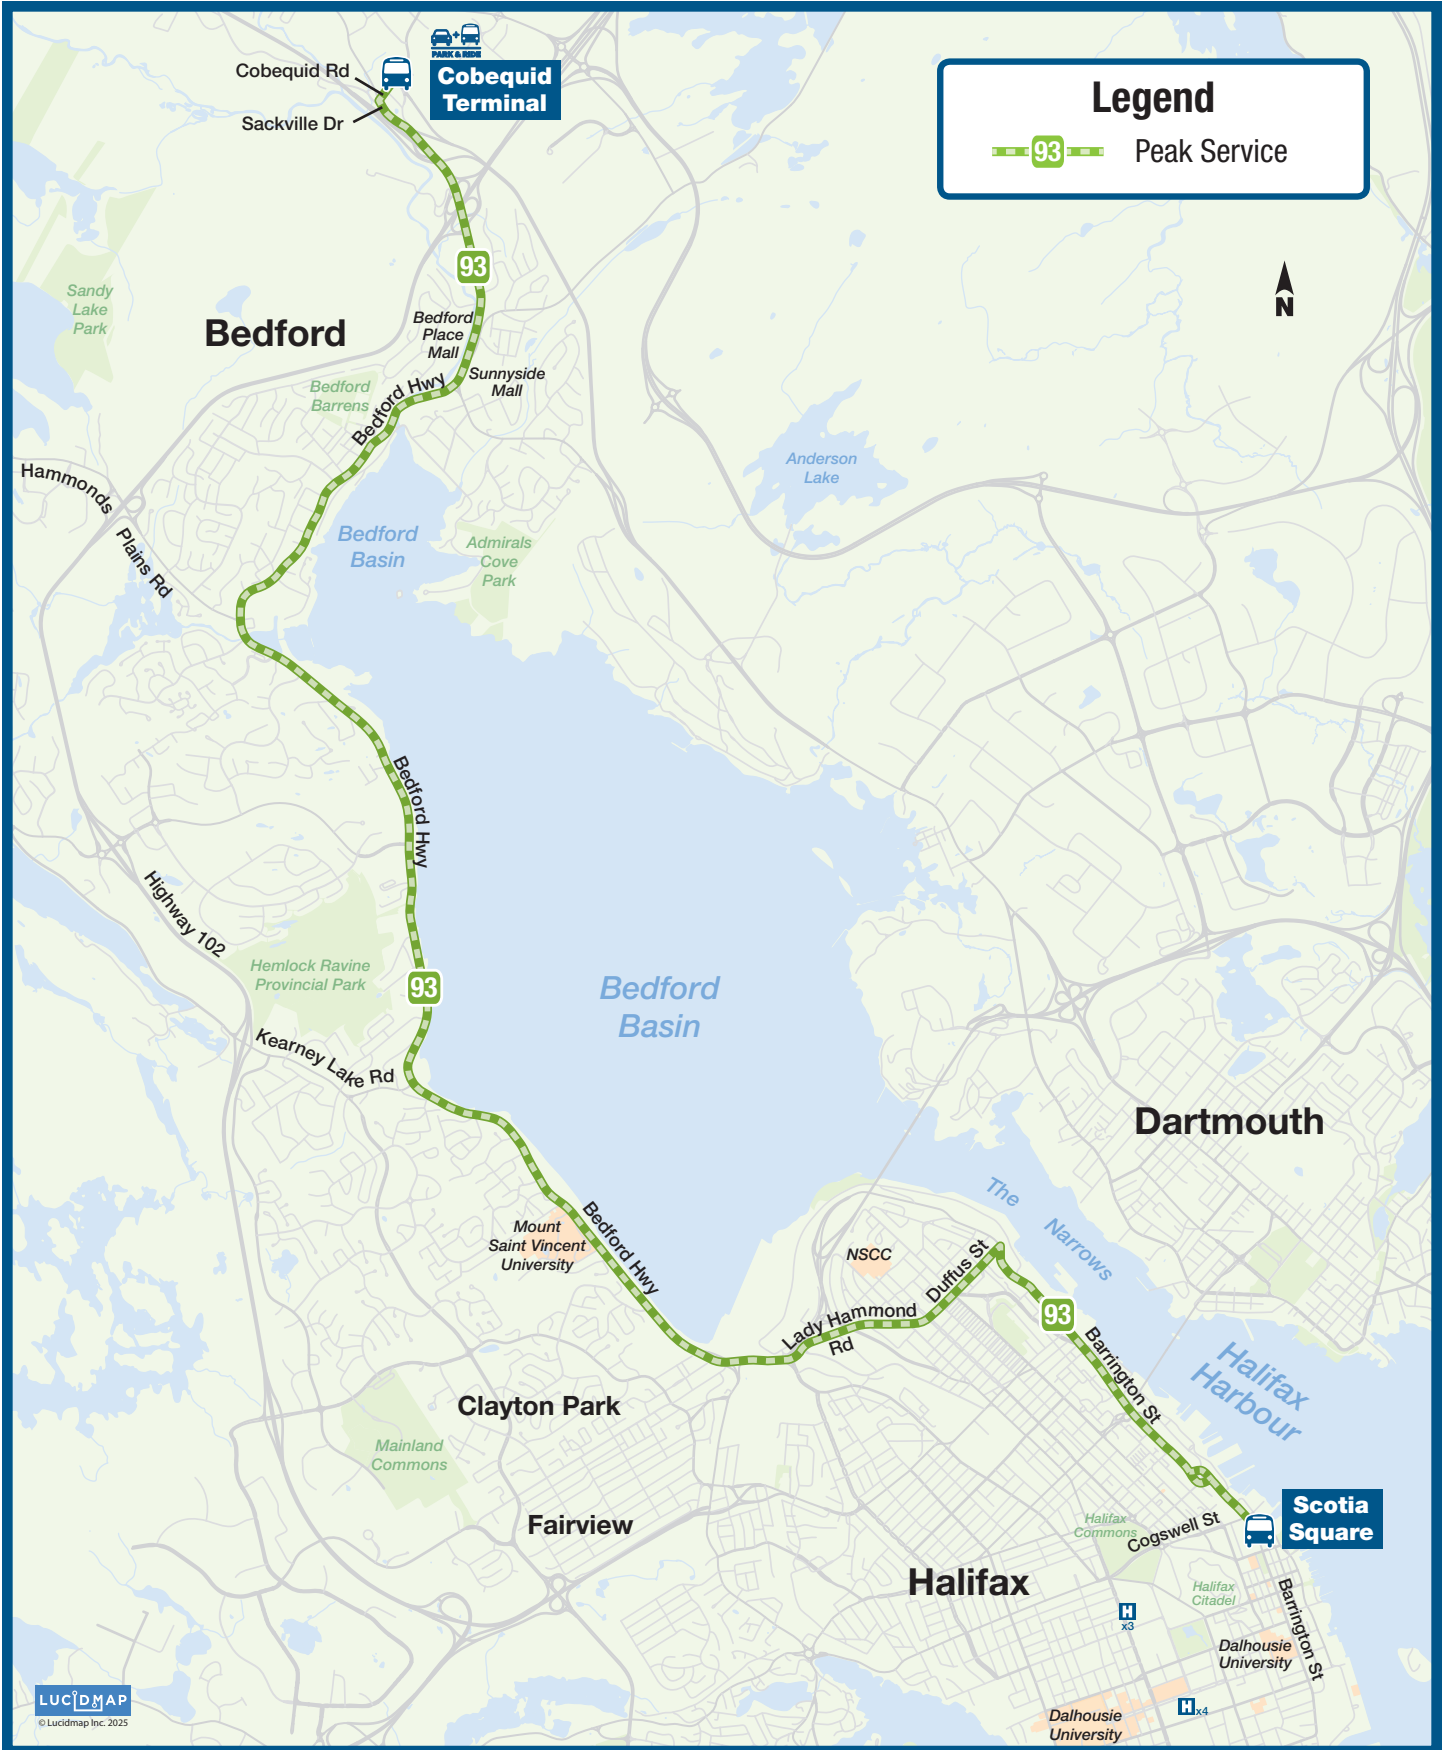 Cobequid Rd
Sackville Dr
PARK & RIDE
Cobequid
Terminal
Legend
93
Peak Service
N
93
Sandy
Lake
Park
Bedford
Bedford
Place
Mall
Sunnyside
Mall
Bedford
Barrens
Bedford Hwy
Hammonds
Plains Rd
Anderson
Lake
Bedford
Basin
Admirals
Cove
Park
Bedford Hwy
Highway 102
Hemlock Ravine
Provincial Park
93
Bedford
Basin
Kearney Lake Rd
Dartmouth
The
Narrows
Mount
Saint Vincent
University
Bedford Hwy
NSCC
Duffus St
Lady Hammond
Rd
93
Barrington St
Halifax
Harbour
Clayton Park
Mainland
Commons
Fairview
Halifax
Commons
Cogswell St
Scotia
Square
Halifax
Halifax
Citadel
H
x3
Barrington St
Dalhousie
University
H x4
Dalhousie
University
LUCIDMAP
© Lucidmap Inc. 2025